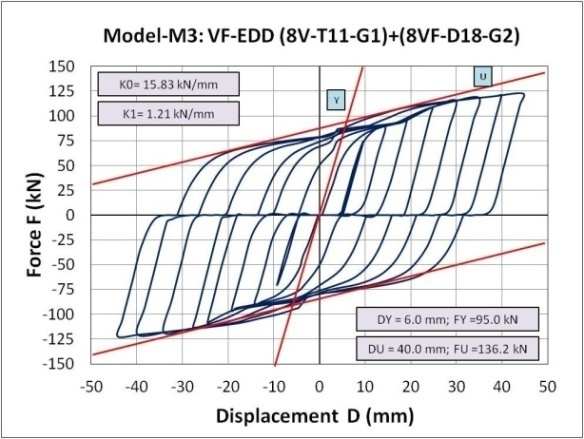 Model-M3: VF-EDD (8V-T11-G1)+(8VF-D18-G2)
K0= 15.83 kN/mm
K1= 1.21 kN/mm
Y
U
150
125
100
75
50
25
0
-25
-50
-75
-100
-125
-150
Force F (kN)
DY = 6.0 mm; FY =95.0 kN
DU = 40.0 mm; FU =136.2 kN
-50 -40 -30 -20 -10 0 10 20 30 40 50
Displacement D (mm)